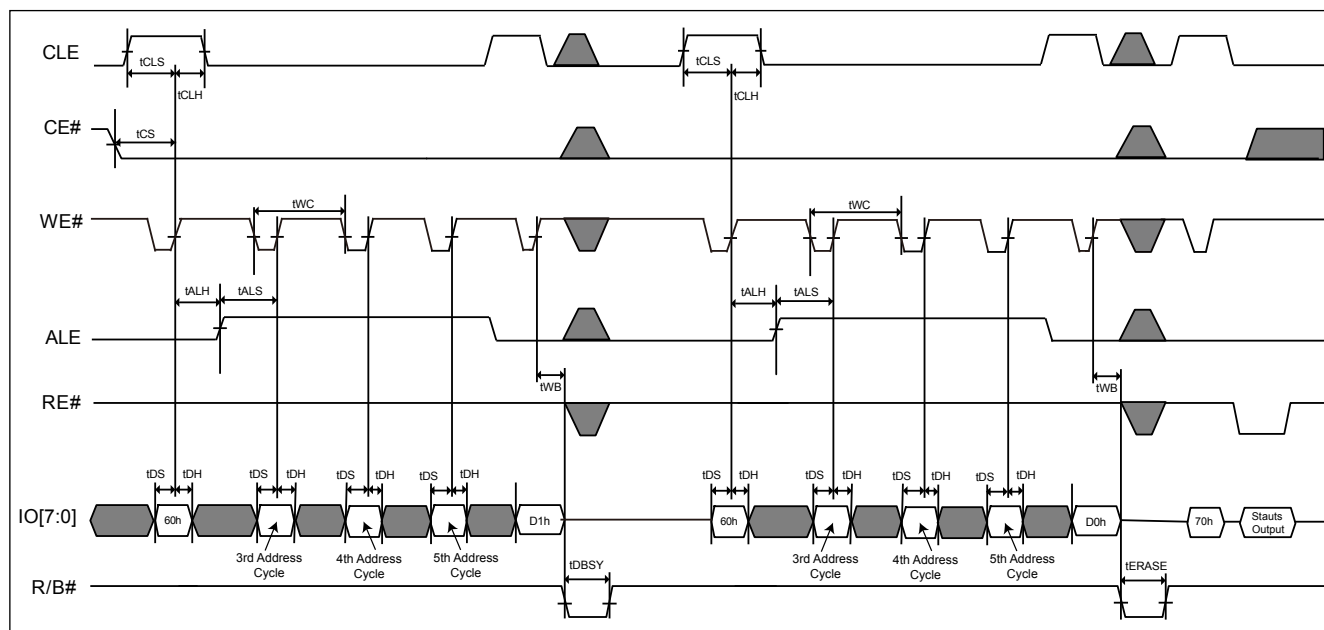 CLE
tCLS
tCLH
tCLS
tCLH
CE#
tCS
WE#
tWC
tWC
tALH
tALS
tALH
tALS
ALE
tWB
tWB
RE#
tDS
tDH
tDS
tDH
tDS
tDH
tDS
tDH
tDS
tDH
tDS
tDH
tDS
tDH
tDS
tDH
IO[7:0]
60h
D1h
60h
D0h
70h
Stauts
Output
3rd Address
Cycle
4th Address
Cycle
5th Address
Cycle
3rd Address
Cycle
4th Address
Cycle
5th Address
Cycle
R/B#
tDBSY
tERASE